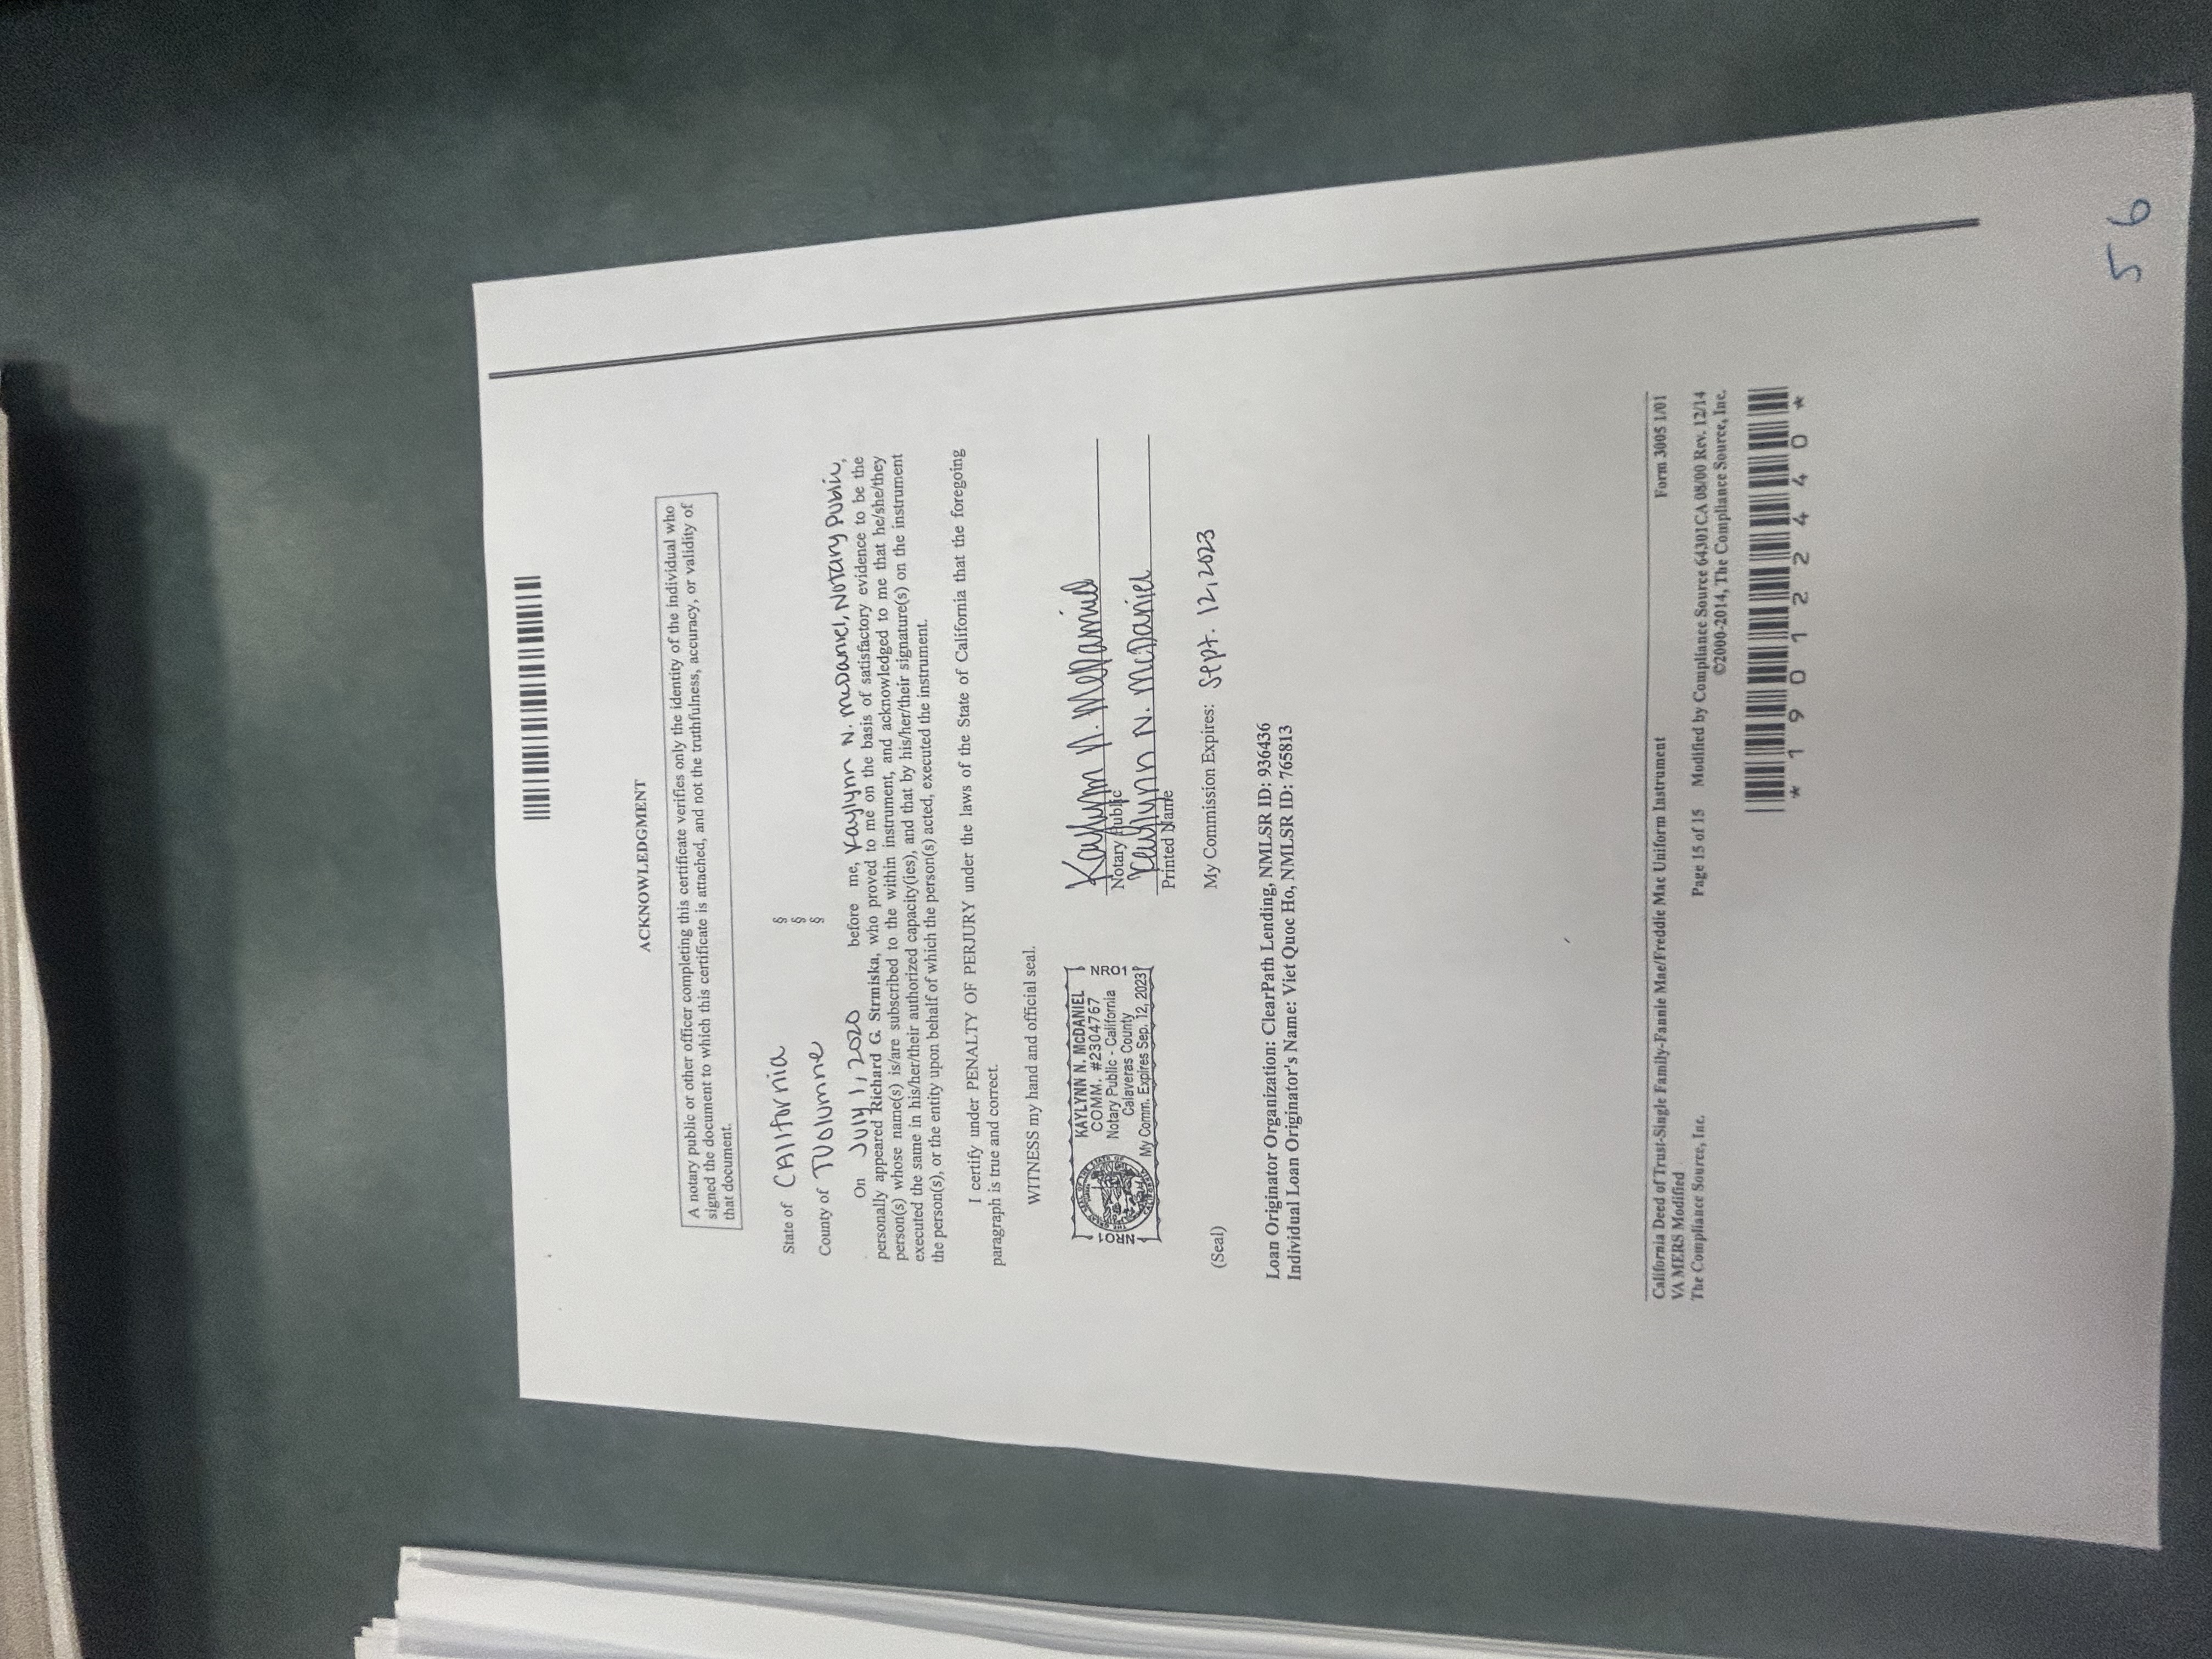 ACKNOWLEDGMENT
A notary public or other officer completing this certificate verifies only the identity of the individual who
signed the document to which this certificate is attached, and not the truthfulness, accuracy, or validity of
that document.
State of California §
§
County of Tuolumne §
On July 1, 2020 before me, Kaylynn N. McDaniel, Notary Public,
personally appeared Richard G. Strmiska, who proved to me on the basis of satisfactory evidence to be the
person(s) whose name(s) is/are subscribed to the within instrument, and acknowledged to me that he/she/they
executed the same in his/her/their authorized capacity(ies), and that by his/her/their signature(s) on the instrument
the person(s), or the entity upon behalf of which the person(s) acted, executed the instrument.
I certify under PENALTY OF PERJURY under the laws of the State of California that the foregoing
paragraph is true and correct.
WITNESS my hand and official seal.
NRO1
KAYLYNN N. McDANIEL
COMM. #2304767
Notary Public - California
Calaveras County
My Comm. Expires Sep. 12, 2023
NRO1
Kaylynn N. McDaniel
Notary Public
Kaylynn N. McDaniel
Printed Name
(Seal)
My Commission Expires: Sept. 12, 2023
Loan Originator Organization: ClearPath Lending, NMLSR ID: 936436
Individual Loan Originator's Name: Viet Quoc Ho, NMLSR ID: 765813
California Deed of Trust-Single Family-Fannie Mae/Freddie Mac Uniform Instrument Form 3005 1/01
VA MERS Modified
The Compliance Source, Inc. Page 15 of 15 Modified by Compliance Source 64301CA 08/00 Rev. 12/14
©2000-2014, The Compliance Source, Inc.
* 1 9 0 1 2 2 4 4 0 *
56